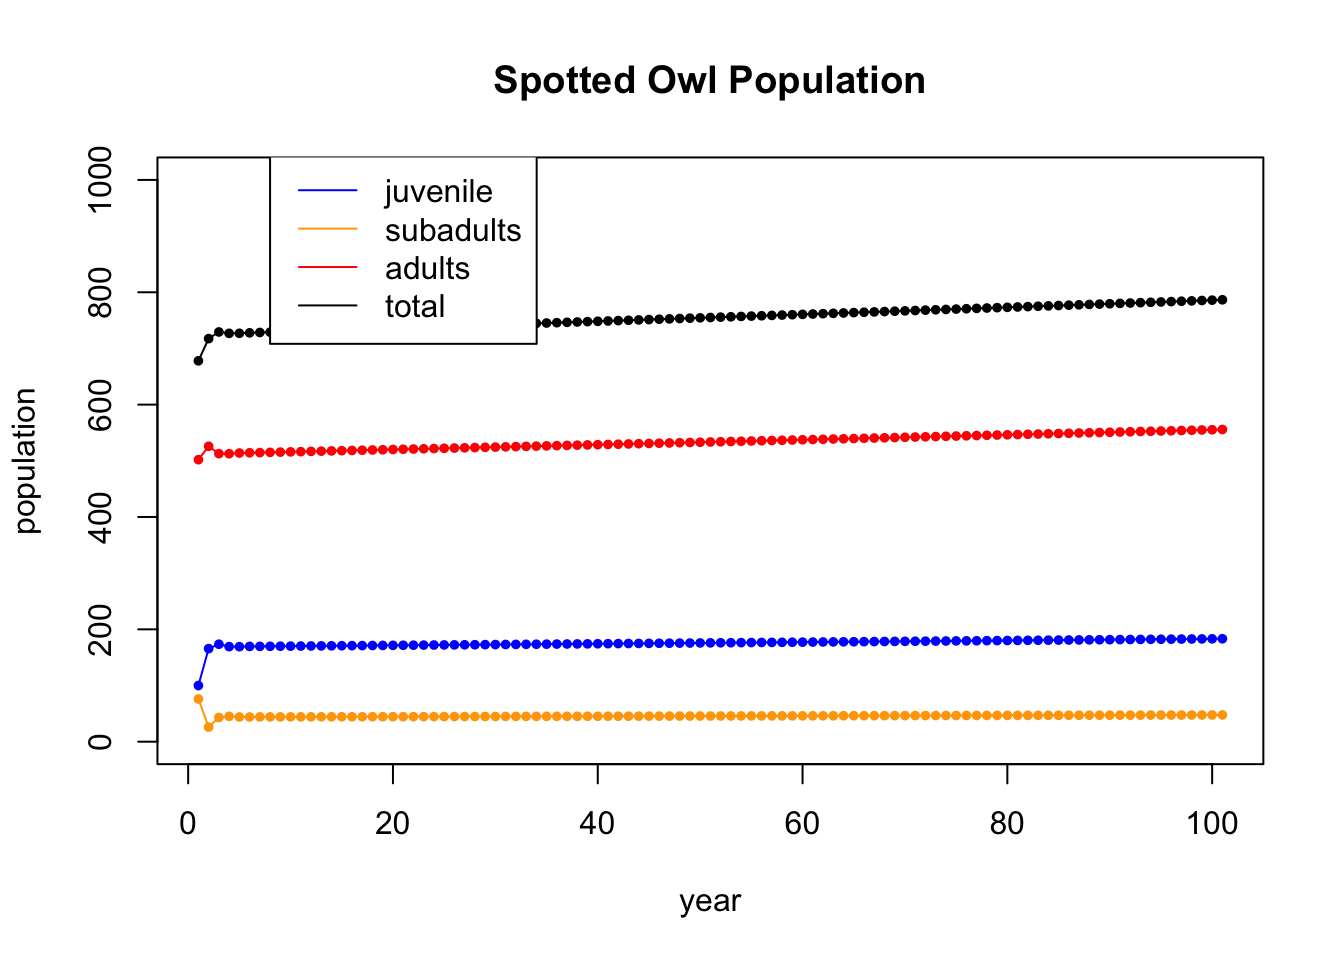 Spotted Owl Population
juvenile
subadults
adults
total
population
0
200
400
600
800
1000
0 20 40 60 80 100
year